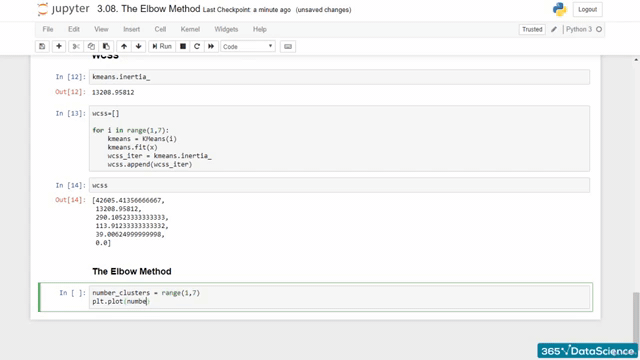 jupyter 3.08. The Elbow Method Last Checkpoint: a minute ago (unsaved changes)
Logout
File Edit View Insert Cell Kernel Widgets Help
Trusted Python 3
Run Code
WCSS
In [12] kmeans.inertia_
Out[12] 13208.95812
In [13] wcss=[]
for i in range(1,7):
kmeans = KMeans(i)
kmeans.fit(x)
wcss_iter = kmeans.inertia_
wcss.append(wcss_iter)
In [14] wcss
Out[14] [42605.41356666667,
13208.95812,
290.10523333333333,
113.91233333333332,
39.00624999999998,
0.0]
The Elbow Method
In [ ] number_clusters = range(1,7)
plt.plot(numbe)
365 DataScience